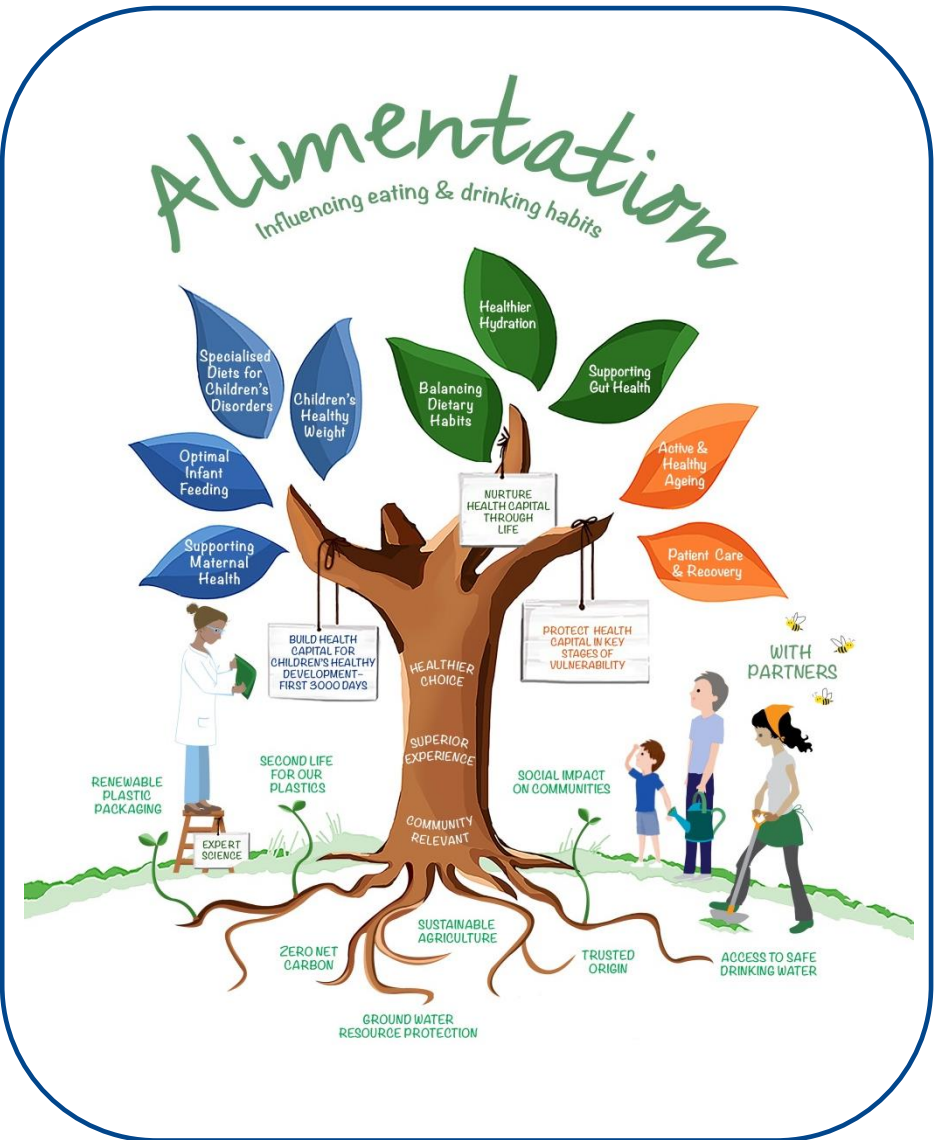 Alimentation
Influencing eating & drinking habits
Healthier
Hydration
Specialised
Diets for
Children's
Disorders
Children's
Healthy
Weight
Balancing
Dietary
Habits
Supporting
Gut Health
Optimal
Infant
Feeding
Active &
Healthy
Ageing
NURTURE
HEALTH CAPITAL
THROUGH
LIFE
Supporting
Maternal
Health
Patient Care
& Recovery
BUILD HEALTH
CAPITAL FOR
CHILDREN'S HEALTHY
DEVELOPMENT-
FIRST 3000 DAYS
PROTECT HEALTH
CAPITAL IN KEY
STAGES OF
VULNERABILITY
WITH
PARTNERS
HEALTHIER
CHOICE
SUPERIOR
EXPERIENCE
COMMUNITY
RELEVANT
RENEWABLE
PLASTIC
PACKAGING
SECOND LIFE
FOR OUR
PLASTICS
SOCIAL IMPACT
ON COMMUNITIES
EXPERT
SCIENCE
ZERO NET
CARBON
SUSTAINABLE
AGRICULTURE
TRUSTED
ORIGIN
ACCESS TO SAFE
DRINKING WATER
GROUND WATER
RESOURCE PROTECTION